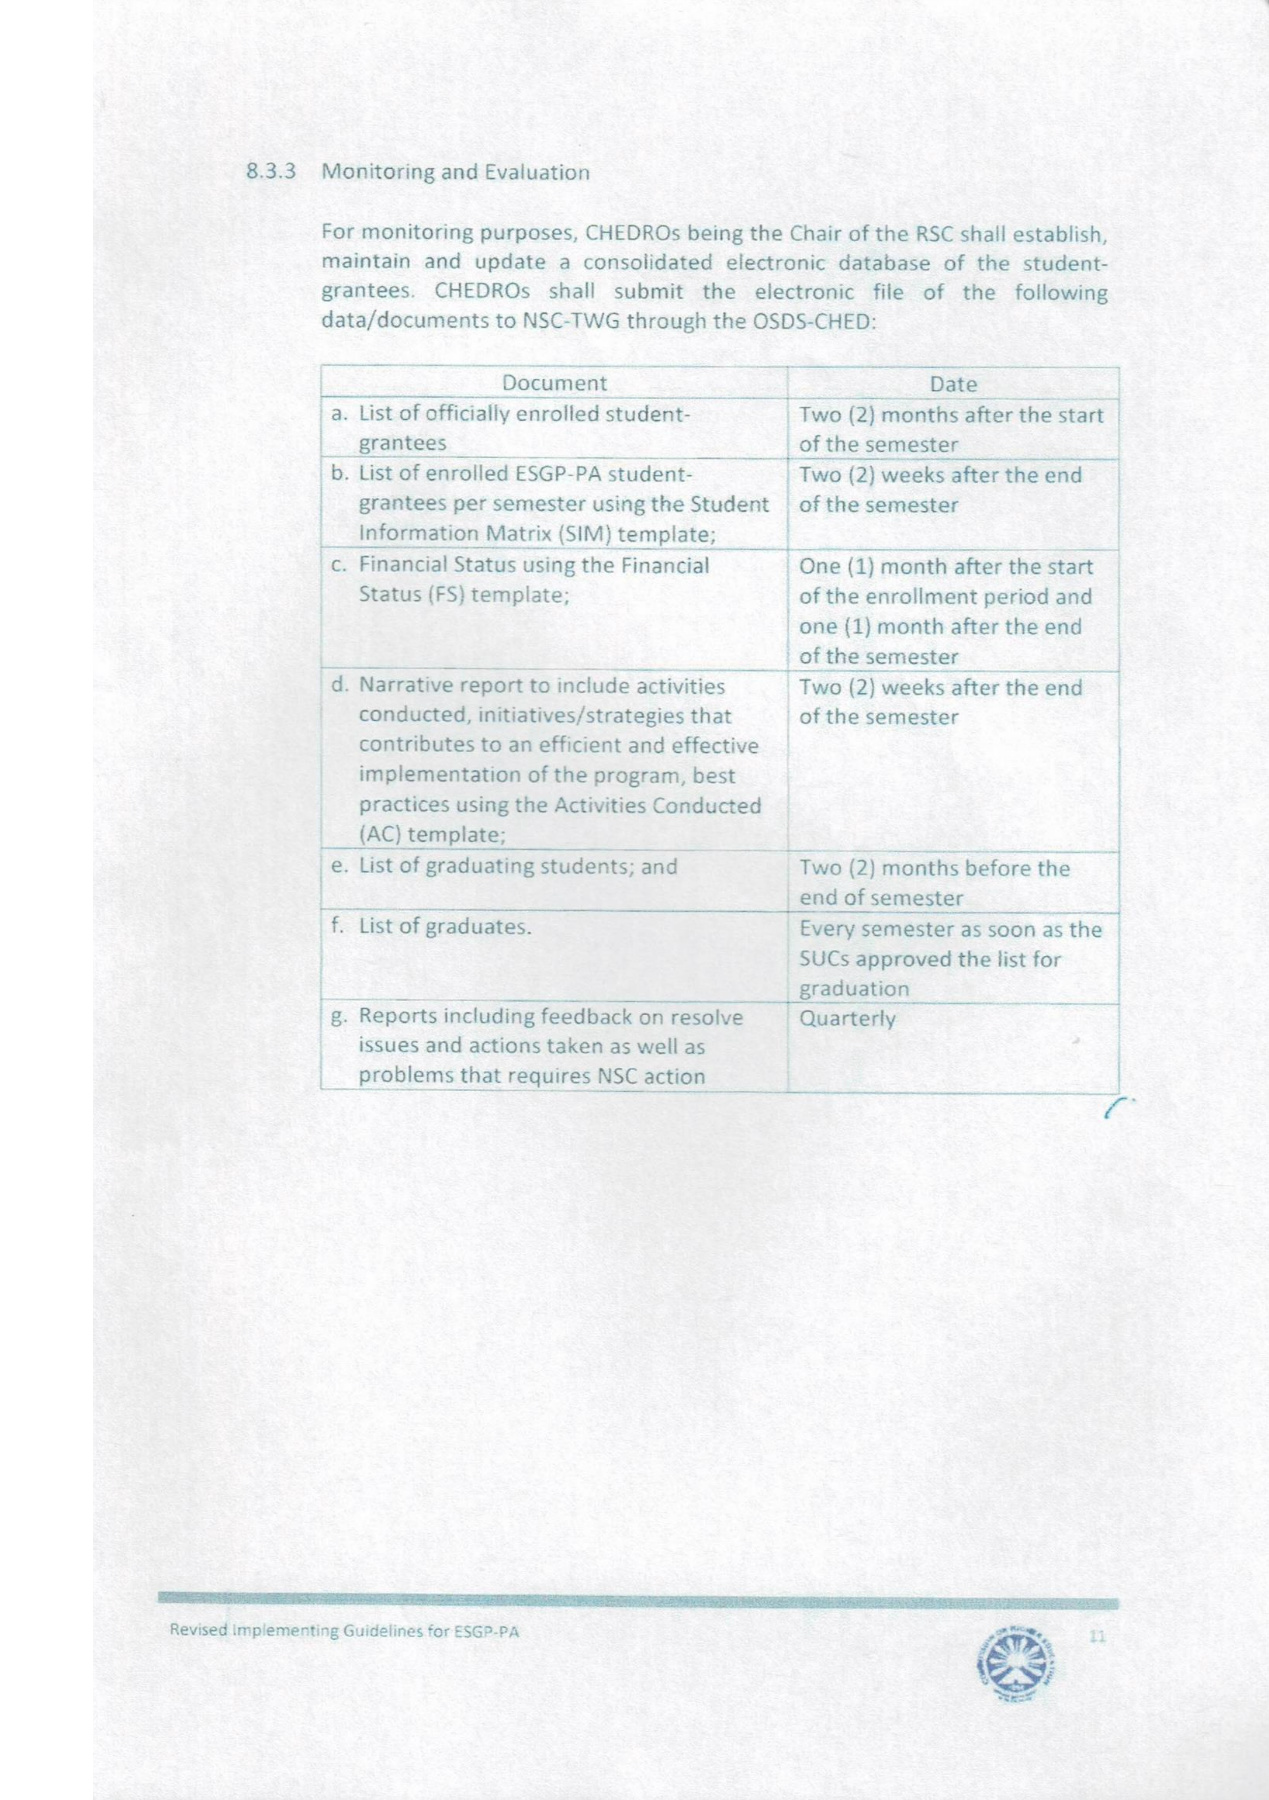 8.3.3 Monitoring and Evaluation
For monitoring purposes, CHEDROs being the Chair of the RSC shall establish,
maintain and update a consolidated electronic database of the student-
grantees. CHEDROs shall submit the electronic file of the following
data/documents to NSC-TWG through the OSDS-CHED:
Document Date
a. List of officially enrolled student- Two (2) months after the start
grantees of the semester
b. List of enrolled ESGP-PA student- Two (2) weeks after the end
grantees per semester using the Student of the semester
Information Matrix (SIM) template;
c. Financial Status using the Financial One (1) month after the start
Status (FS) template; of the enrollment period and
one (1) month after the end
of the semester
d. Narrative report to include activities Two (2) weeks after the end
conducted, initiatives/strategies that of the semester
contributes to an efficient and effective
implementation of the program, best
practices using the Activities Conducted
(AC) template;
e. List of graduating students; and Two (2) months before the
end of semester
f. List of graduates. Every semester as soon as the
SUCs approved the list for
graduation
g. Reports including feedback on resolve Quarterly
issues and actions taken as well as
problems that requires NSC action
Revised Implementing Guidelines for ESGP-PA 11